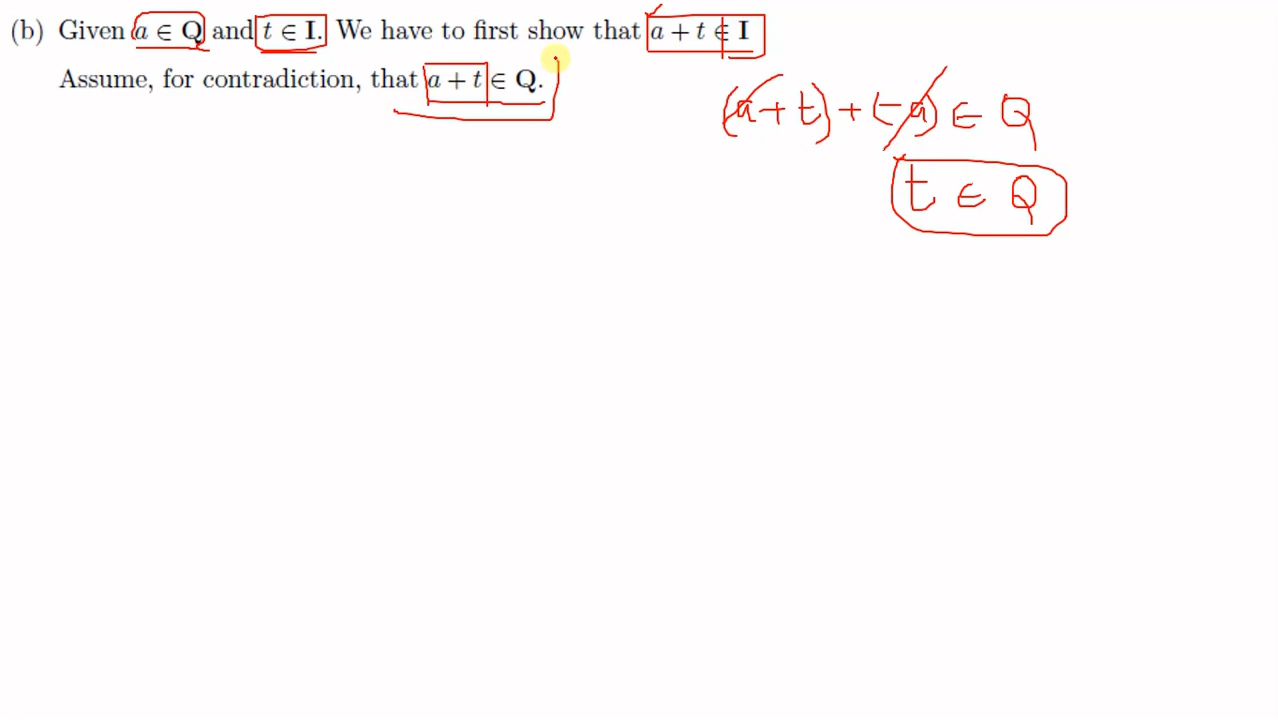 (b) Given a ∈ Q and t ∈ I. We have to first show that a + t ∈ I
Assume, for contradiction, that a + t ∈ Q.
(a + t) + (-a) ∈ Q
t ∈ Q